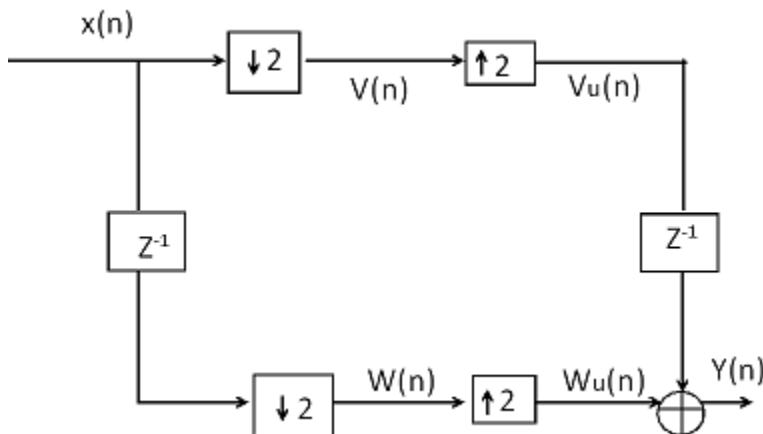 x(n)
↓ 2
V(n)
↑ 2
Vu(n)
Z-1
Z-1
↓ 2
W(n)
↑ 2
Wu(n)
Y(n)